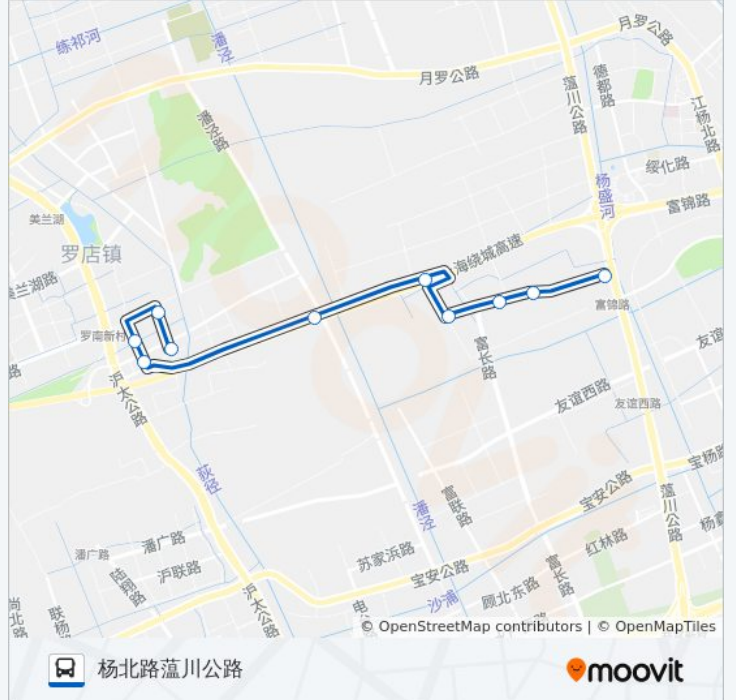 月罗公路
练祁河
潘泾
月罗公路
德都路
蕰川公路
江杨北路
潘泾路
绥化路
杨盛河
富锦路
美兰湖
罗店镇
海绕城高速
美兰湖路
富锦路
罗南新村
富长路
友谊
路
沪太公路
友谊西路
友谊西路
宝杨路
荻泾
宝安公路
富联路
蕰川公路
潘泾
杨鑫
红林路
潘广路
潘广路
苏家浜路
富长路
沪联路
陆翔路
宝安公路
顾北东路
沙浦
沪太公路
尚北路
联杨
电
© OpenStreetMap contributors | © OpenMapTiles
杨北路蕰川公路
moovit